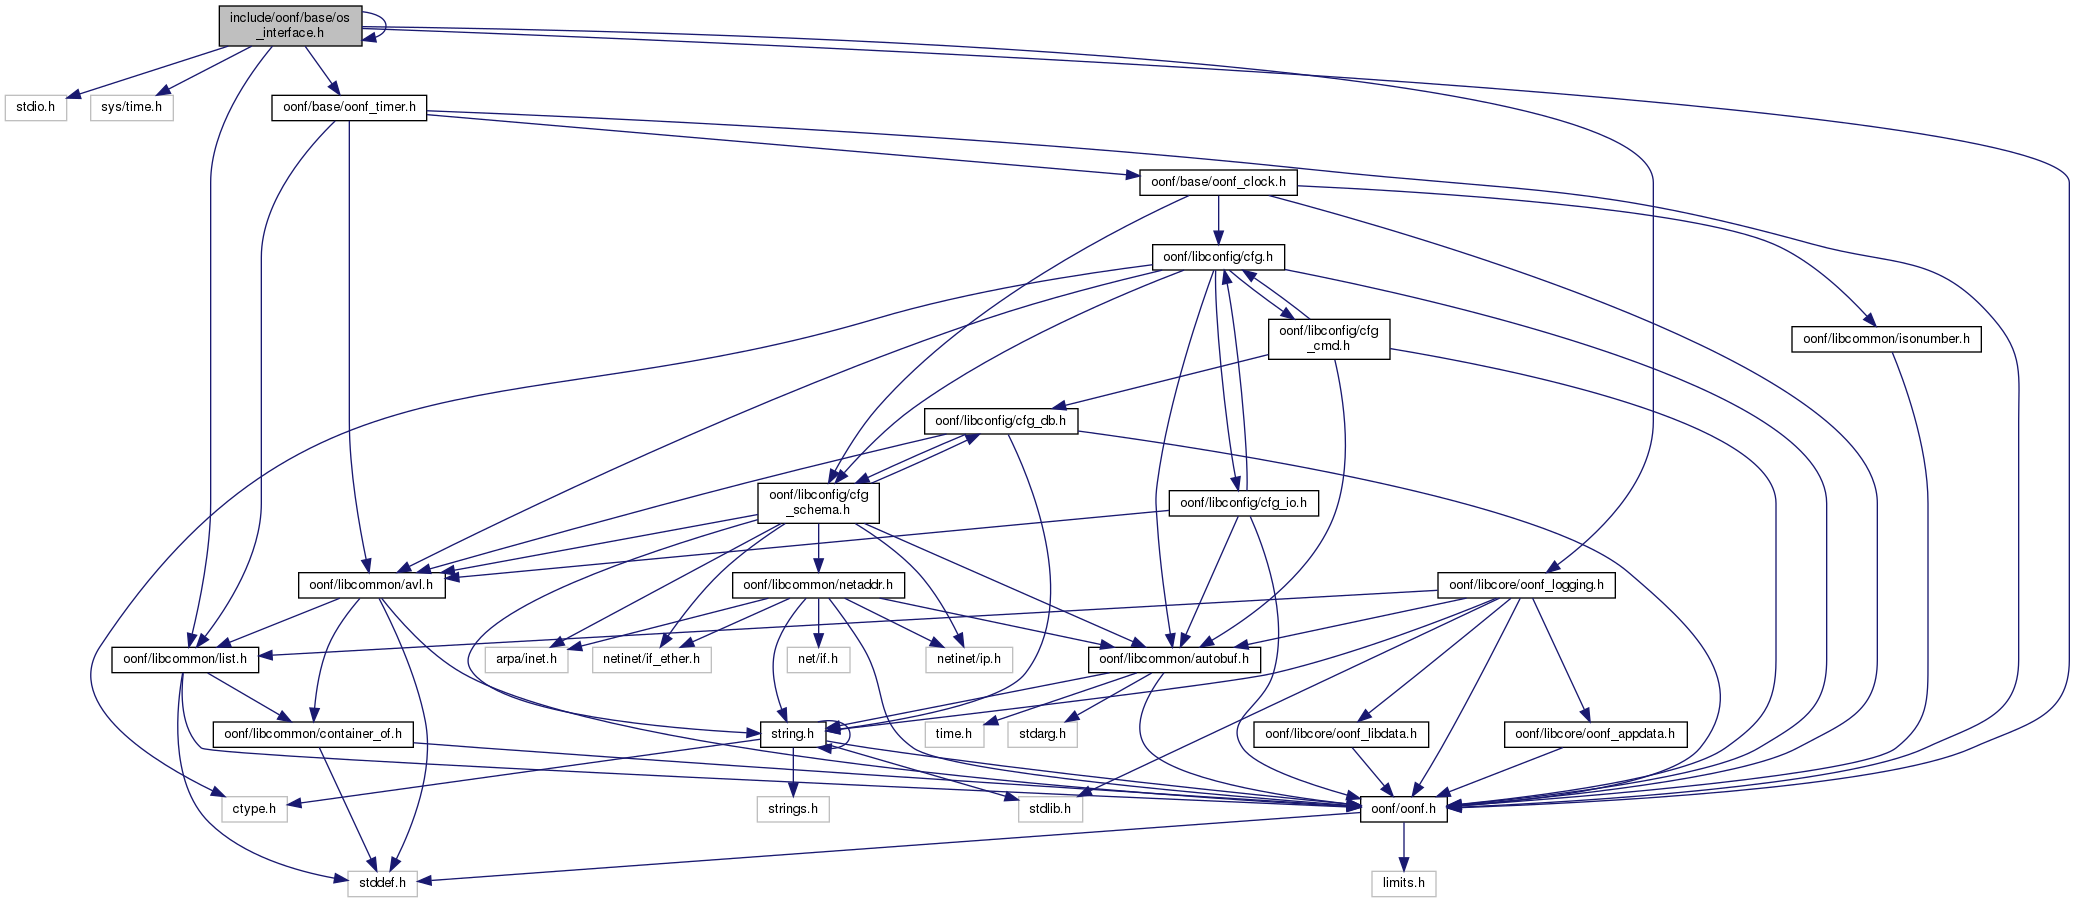 include/oonf/base/os
_interface.h
stdio.h
sys/time.h
oonf/base/oonf_timer.h
oonf/base/oonf_clock.h
oonf/libconfig/cfg.h
oonf/libconfig/cfg
_cmd.h
oonf/libcommon/isonumber.h
oonf/libconfig/cfg_db.h
oonf/libconfig/cfg
_schema.h
oonf/libconfig/cfg_io.h
oonf/libcommon/avl.h
oonf/libcommon/netaddr.h
oonf/libcore/oonf_logging.h
oonf/libcommon/list.h
arpa/inet.h
netinet/if_ether.h
net/if.h
netinet/ip.h
oonf/libcommon/autobuf.h
oonf/libcommon/container_of.h
string.h
time.h
stdarg.h
oonf/libcore/oonf_libdata.h
oonf/libcore/oonf_appdata.h
ctype.h
strings.h
stdlib.h
oonf/oonf.h
stddef.h
limits.h